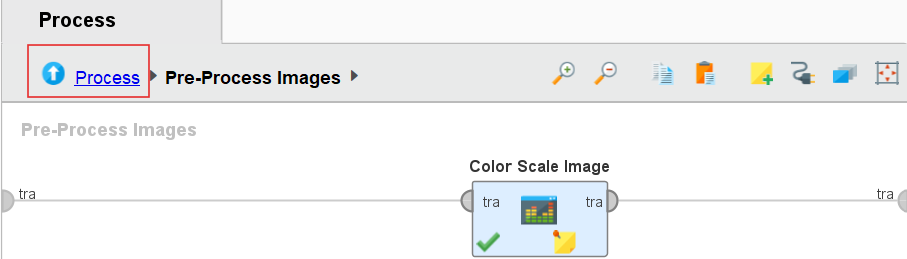 Process
Process Pre-Process Images
Pre-Process Images
Color Scale Image
tra tra tra tra